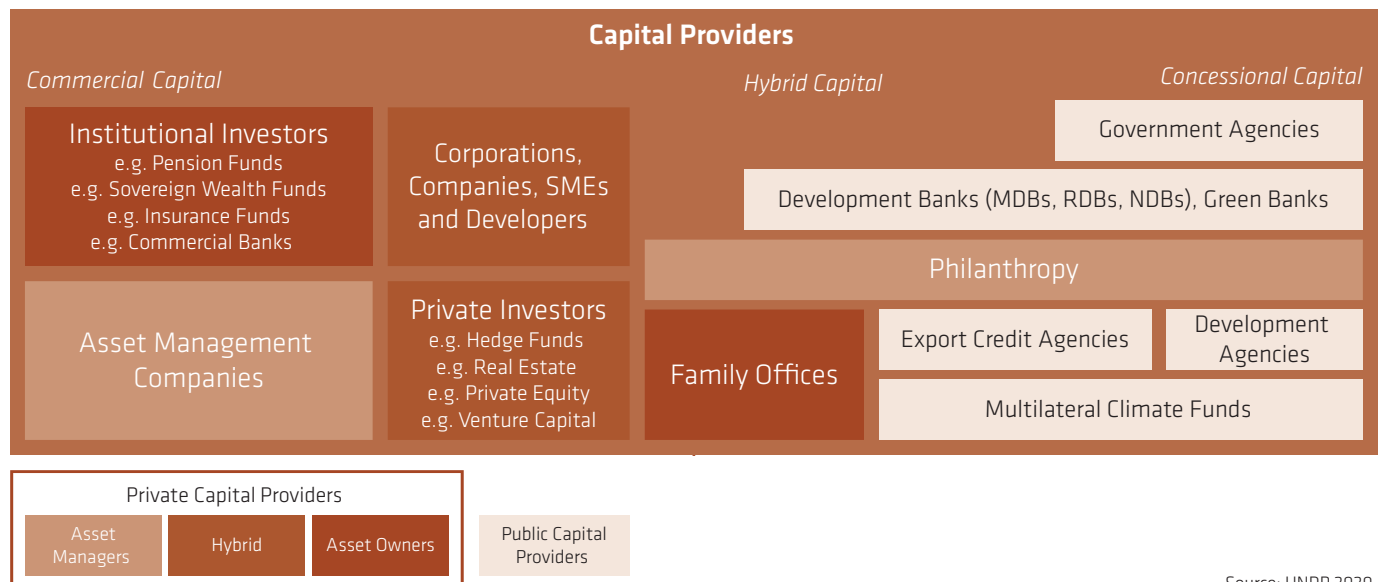 Capital Providers
Commercial Capital
Hybrid Capital
Concessional Capital
Institutional Investors
e.g. Pension Funds
e.g. Sovereign Wealth Funds
e.g. Insurance Funds
e.g. Commercial Banks
Corporations,
Companies, SMEs
and Developers
Government Agencies
Development Banks (MDBs, RDBs, NDBs), Green Banks
Philanthropy
Asset Management
Companies
Private Investors
e.g. Hedge Funds
e.g. Real Estate
e.g. Private Equity
e.g. Venture Capital
Family Offices
Export Credit Agencies
Development
Agencies
Multilateral Climate Funds
Private Capital Providers
Asset
Managers
Hybrid
Asset Owners
Public Capital
Providers
Source: